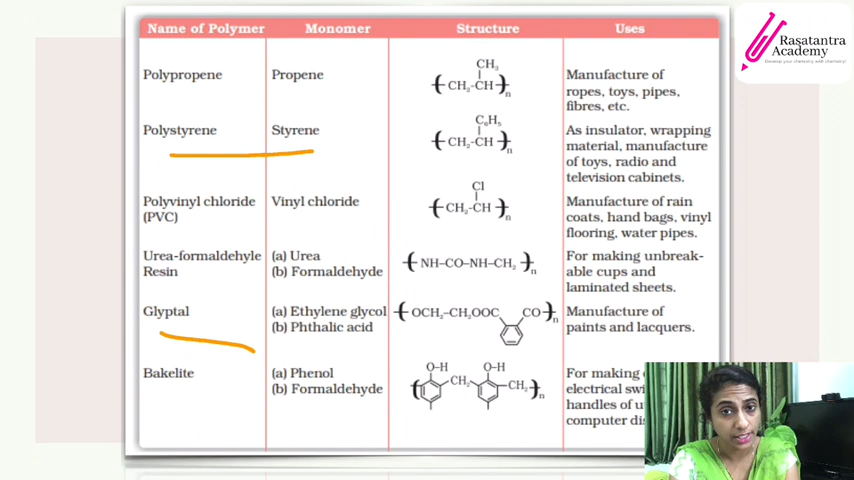 Name of Polymer Monomer Structure Uses
Polypropene Propene CH₃ ( CH₂-CH )n Manufacture of
ropes, toys, pipes,
fibres, etc.
Polystyrene Styrene C₆H₅ ( CH₂-CH )n As insulator, wrapping
material, manufacture
of toys, radio and
television cabinets.
Polyvinyl chloride Vinyl chloride Cl ( CH₂-CH )n Manufacture of rain
(PVC) coats, hand bags, vinyl
flooring, water pipes.
Urea-formaldehyle (a) Urea ( NH–CO–NH–CH₂ )n For making unbreak-
Resin (b) Formaldehyde able cups and
laminated sheets.
Glyptal (a) Ethylene glycol ( OCH₂–CH₂OOC CO )n Manufacture of
(b) Phthalic acid paints and lacquers.
Bakelite (a) Phenol O–H CH₂ O–H CH₂ n For making
(b) Formaldehyde electrical
handles of
computer
Rasatantra
Academy
Develop your chemistry with chemistry!